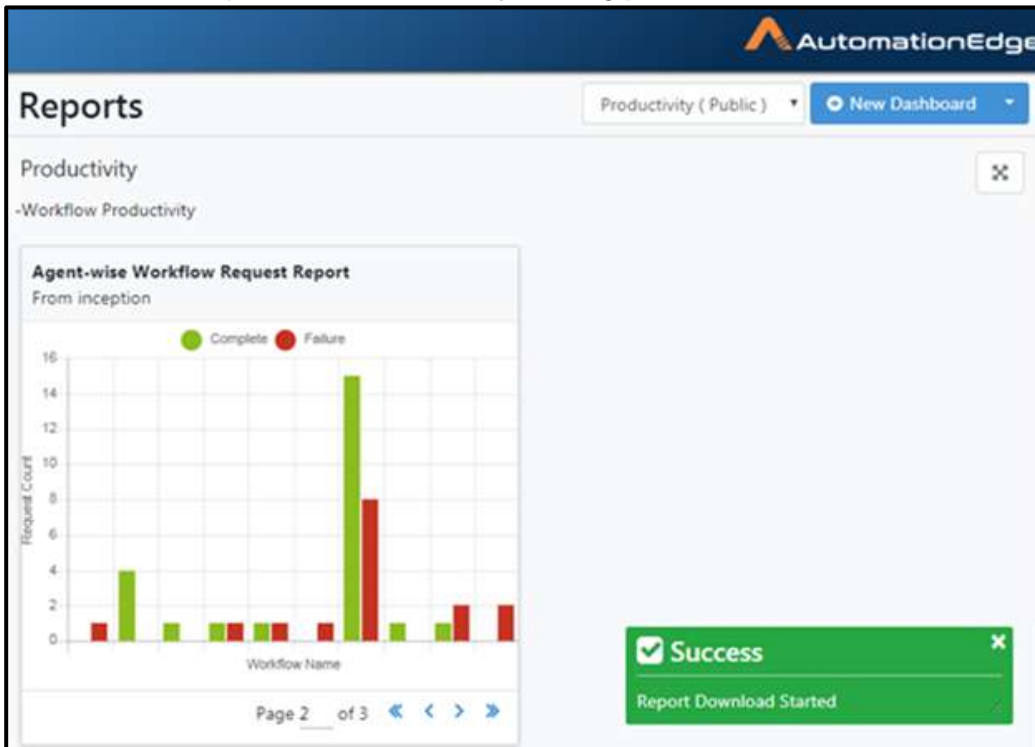 AutomationEdge
Reports
Productivity ( Public )
New Dashboard
Productivity
-Workflow Productivity
Agent-wise Workflow Request Report
From inception
Complete Failure
16
14
12
10
8
6
4
2
0
Request Count
Workflow Name
Page 2 of 3 « < > »
Success
×
Report Download Started